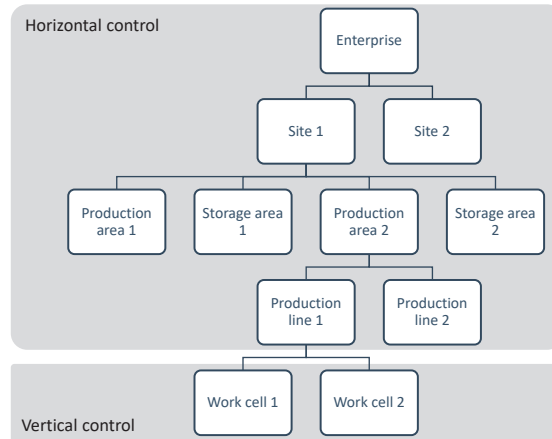 Horizontal control
Enterprise
Site 1
Site 2
Production
area 1
Storage area
1
Production
area 2
Storage area
2
Production
line 1
Production
line 2
Work cell 1
Work cell 2
Vertical control